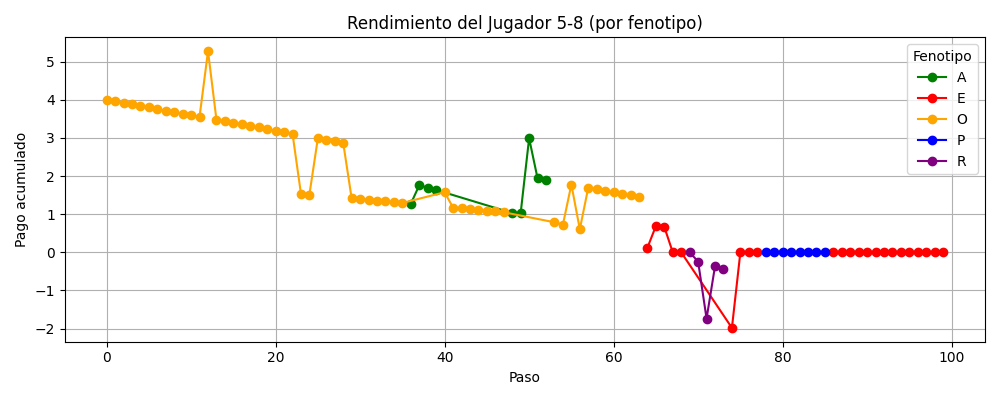 Rendimiento del Jugador 5-8 (por fenotipo)
Pago acumulado
5
4
3
2
1
0
−1
−2
Fenotipo
A
E
O
P
R
0 20 40 60 80 100
Paso